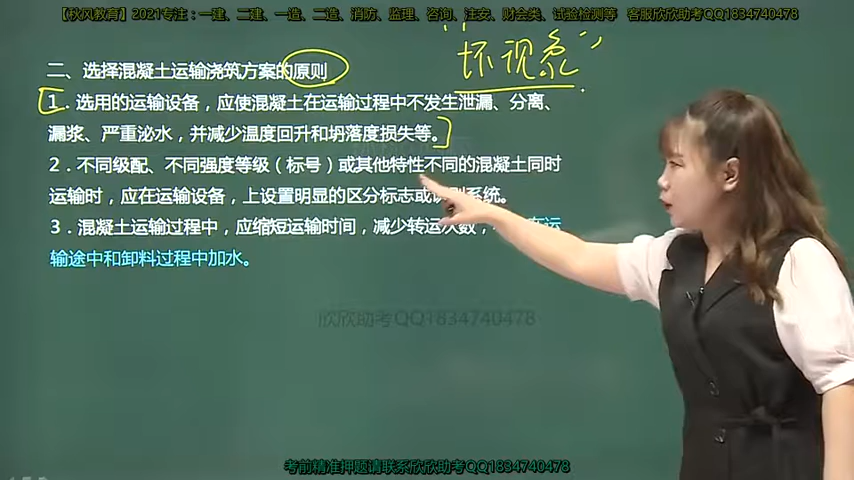 【秋风教育】2021专注：一建、二建、一造、二造、消防、监理、咨询、注安、财会类、试验检测等 客服欣欣助考QQ1834740478
“坏现象”
二、选择混凝土运输浇筑方案的原则
1．选用的运输设备，应使混凝土在运输过程中不发生泄漏、分离、
漏浆、严重泌水，并减少温度回升和坍落度损失等。
2．不同级配、不同强度等级（标号）或其他特性不同的混凝土同时
运输时，应在运输设备，上设置明显的区分标志或识别系统。
3．混凝土运输过程中，应缩短运输时间，减少转运次数，运
输途中和卸料过程中加水。
欣欣助考QQ1834740478
考前精准押题请联系欣欣助考QQ1834740478